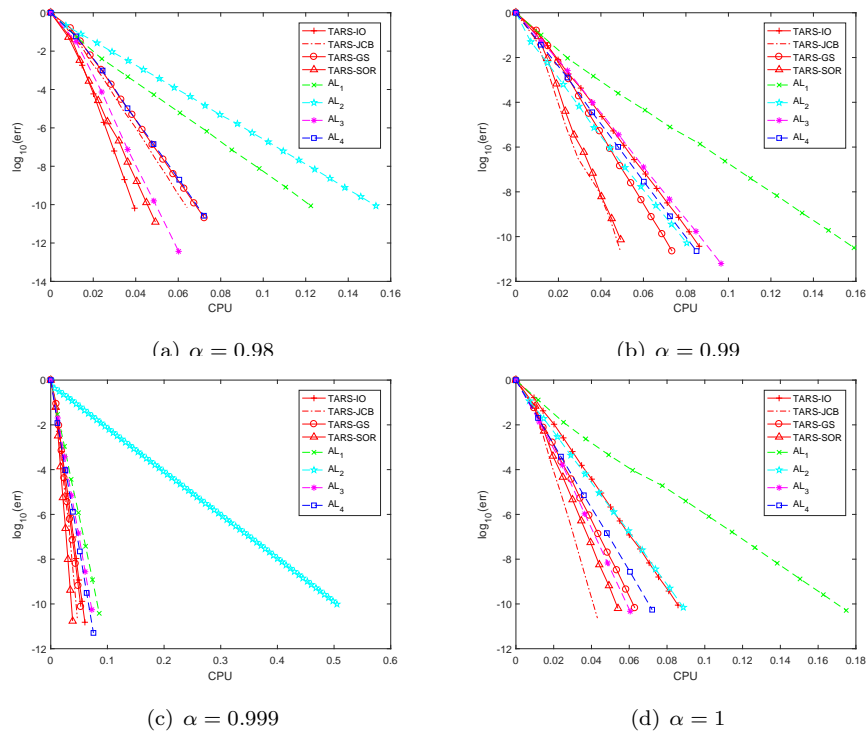 0
-2
-4
-6
-8
-10
-12
-14
0 0.02 0.04 0.06 0.08 0.1 0.12 0.14 0.16
log10(err)
CPU
TARS-IO
TARS-JCB
TARS-GS
TARS-SOR
AL1
AL2
AL3
AL4
(a) α = 0.98
0
-2
-4
-6
-8
-10
-12
0 0.02 0.04 0.06 0.08 0.1 0.12 0.14 0.16
log10(err)
CPU
TARS-IO
TARS-JCB
TARS-GS
TARS-SOR
AL1
AL2
AL3
AL4
(b) α = 0.99
0
-2
-4
-6
-8
-10
-12
0 0.1 0.2 0.3 0.4 0.5 0.6
log10(err)
CPU
TARS-IO
TARS-JCB
TARS-GS
TARS-SOR
AL1
AL2
AL3
AL4
(c) α = 0.999
0
-2
-4
-6
-8
-10
-12
0 0.02 0.04 0.06 0.08 0.1 0.12 0.14 0.16 0.18
log10(err)
CPU
TARS-IO
TARS-JCB
TARS-GS
TARS-SOR
AL1
AL2
AL3
AL4
(d) α = 1